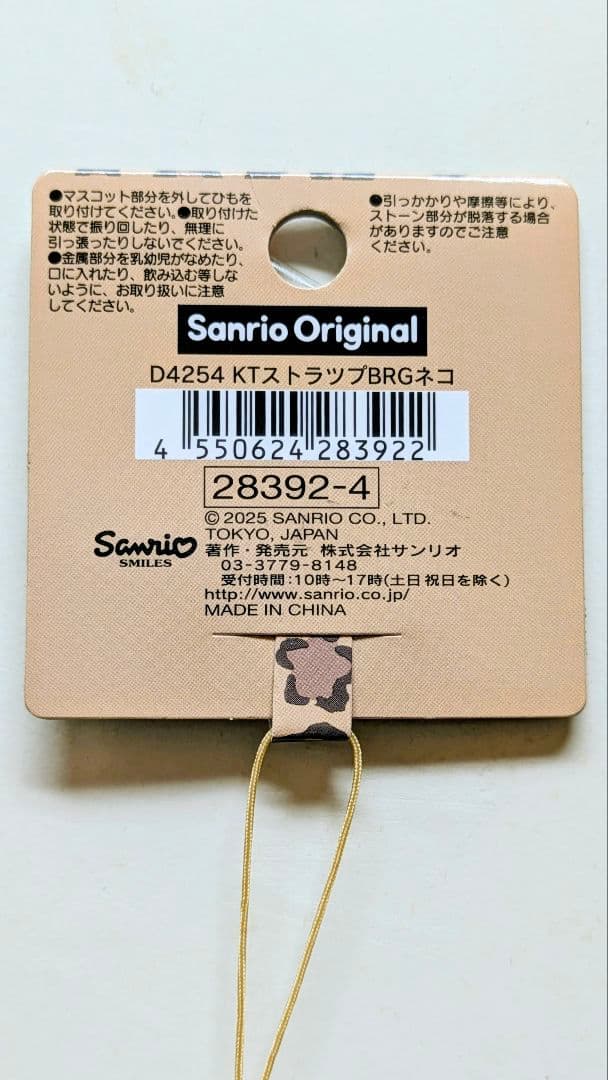 ●マスコット部分を外してひもを
取り付けてください。●取り付けた
状態で振り回したり、無理に
引っ張ったりしないでください。
●金属部分を乳幼児がなめたり、
口に入れたり、飲み込む等しな
いように、お取り扱いに注意
してください。
●引っかかりや摩擦等により、
ストーン部分が脱落する場合
がありますのでご注意
ください。
Sanrio Original
D4254 KTストラツプBRGネコ
4 550624 283922
28392-4
© 2025 SANRIO CO., LTD.
TOKYO, JAPAN
著作・発売元 株式会社サンリオ
03-3779-8148
受付時間:10時~17時(土日祝日を除く)
http://www.sanrio.co.jp/
MADE IN CHINA
Sanrio
SMILES